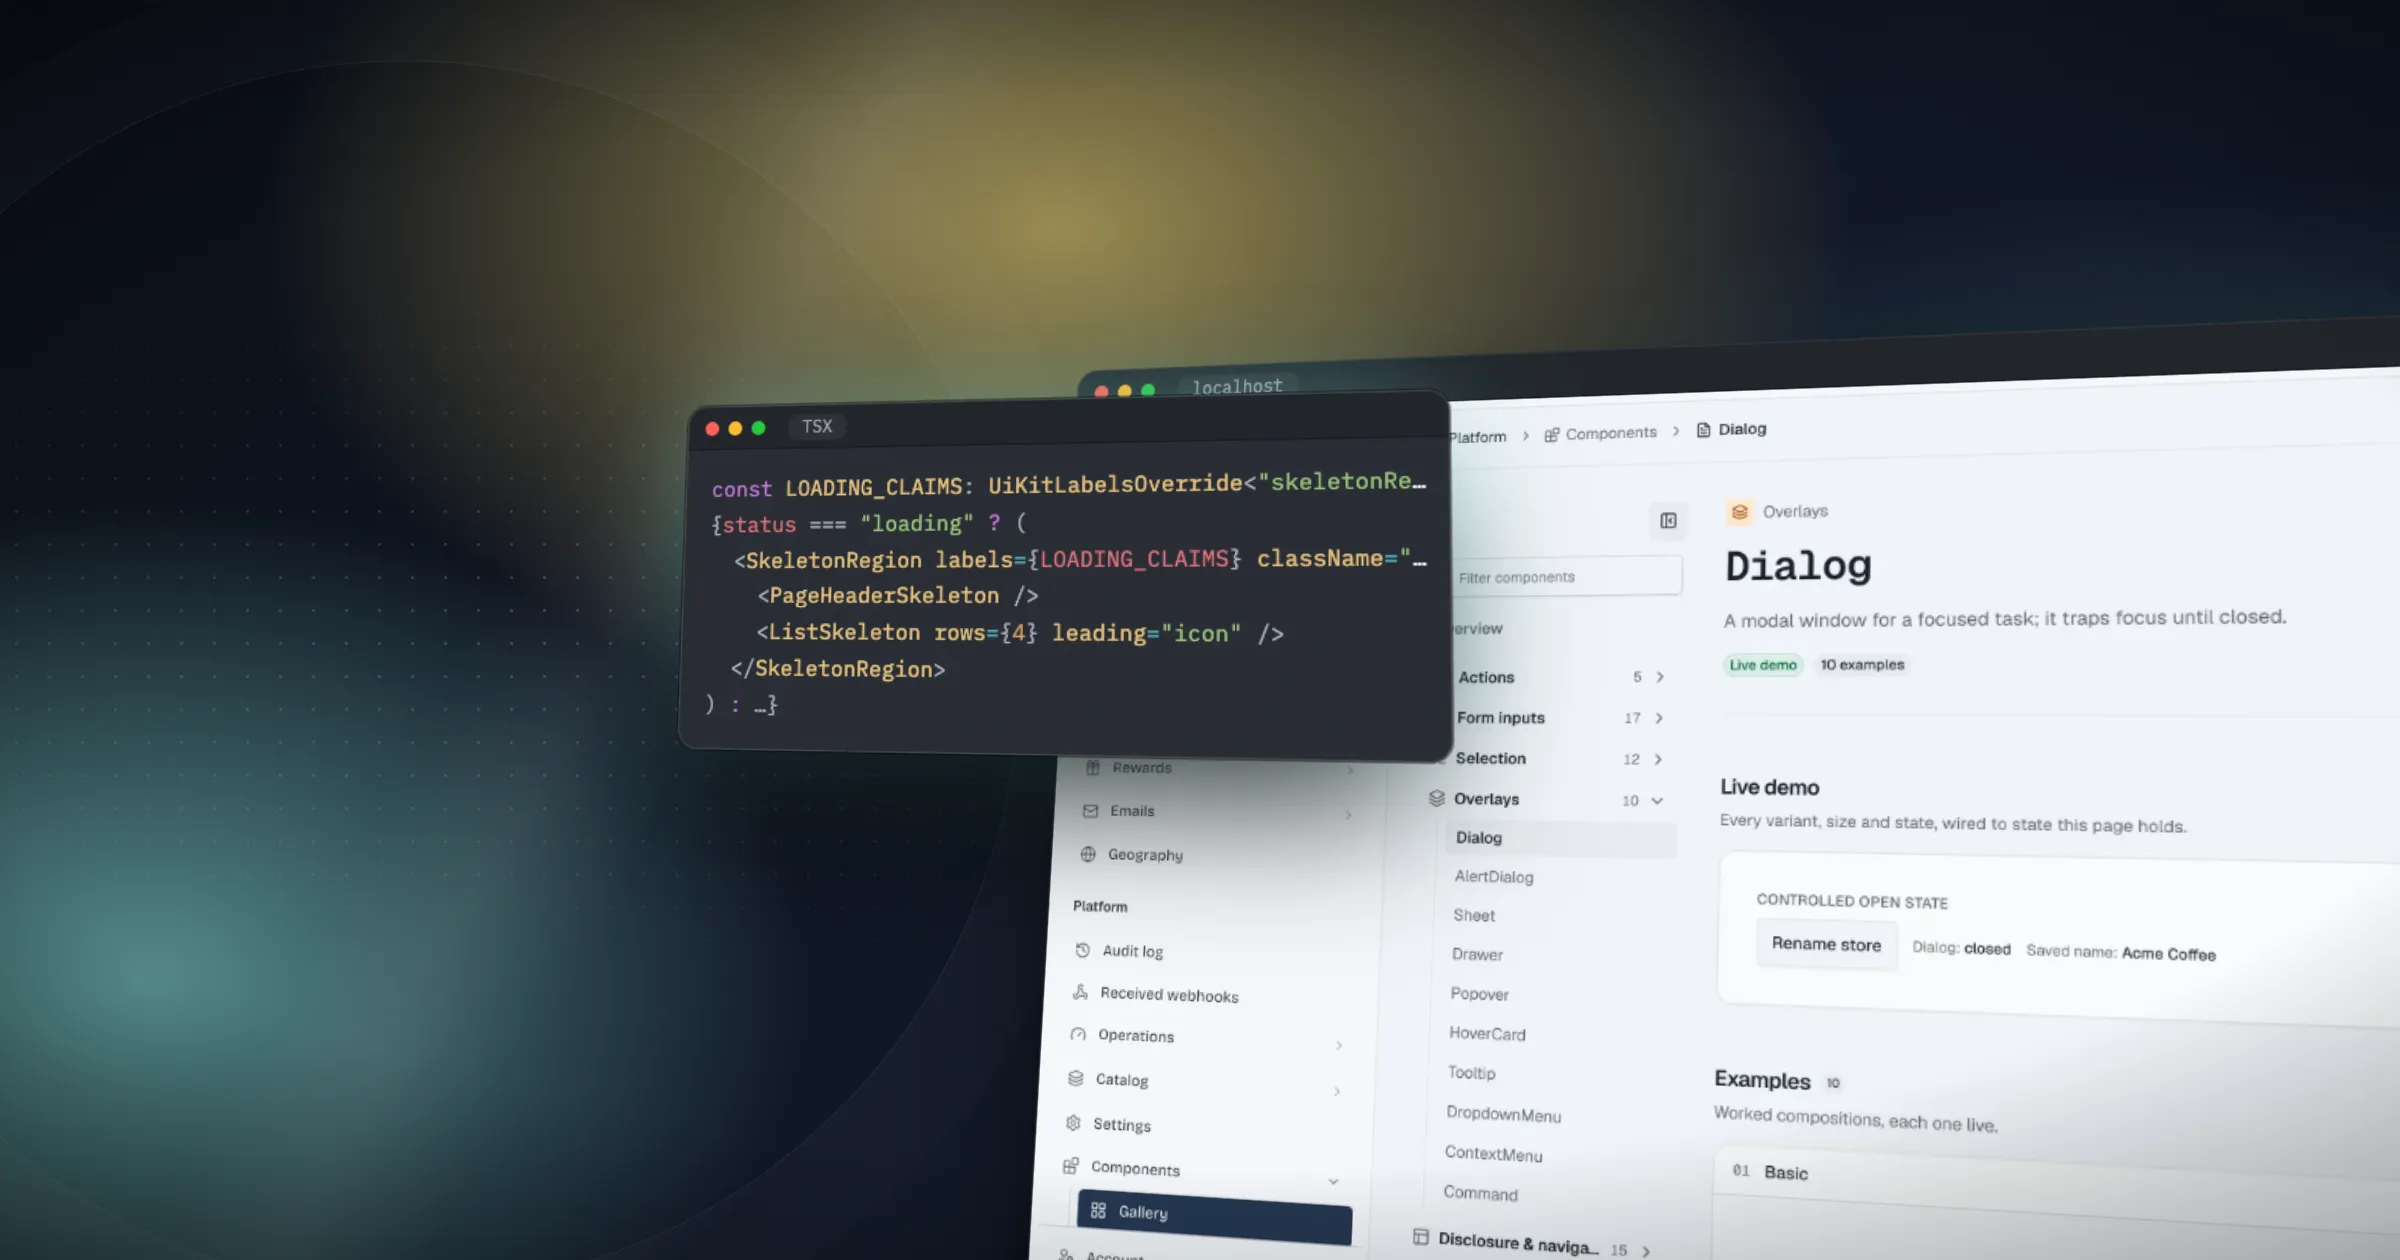 localhost
TSX
const LOADING_CLAIMS: UiKitLabelsOverride<"skeletonRe…
{status === "loading" ? (
<SkeletonRegion labels={LOADING_CLAIMS} className="…
<PageHeaderSkeleton />
<ListSkeleton rows={4} leading="icon" />
</SkeletonRegion>
) : …}
Rewards
Emails
Geography
Platform
Audit log
Received webhooks
Operations
Catalog
Settings
Components
Gallery
Platform > Components > Dialog
Filter components
Actions 5
Form inputs 17
Selection 12
Overlays 10
Dialog
AlertDialog
Sheet
Drawer
Popover
HoverCard
Tooltip
DropdownMenu
ContextMenu
Command
Disclosure & naviga… 15
Overlays
Dialog
A modal window for a focused task; it traps focus until closed.
Live demo 10 examples
Live demo
Every variant, size and state, wired to state this page holds.
CONTROLLED OPEN STATE
Rename store Dialog: closed Saved name: Acme Coffee
Examples 10
Worked compositions, each one live.
01 Basic